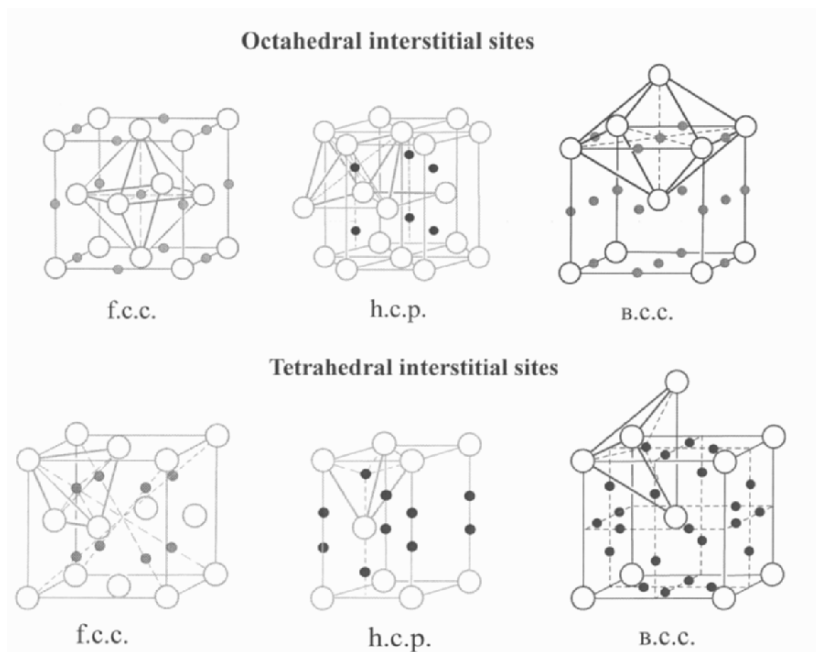 Octahedral interstitial sites
f.c.c. h.c.p. в.c.c.
Tetrahedral interstitial sites
f.c.c. h.c.p. в.c.c.